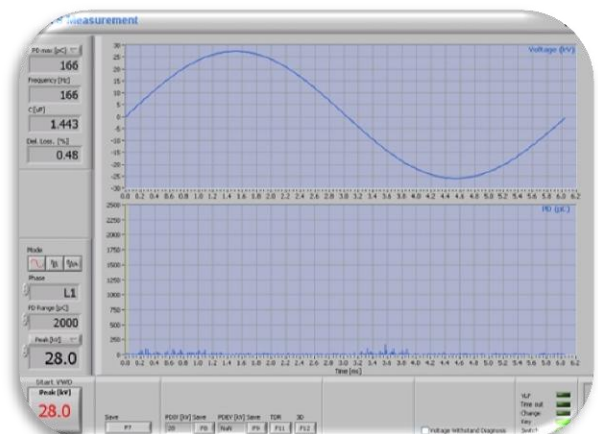 Measurement
PD max [pC]
166
Frequency [Hz]
166
C [uF]
1.443
Del. Loss. [%]
0.48
Mode
Phase
L1
PD Range [pC]
2000
Peak [kV]
28.0
Start VWD
Peak [kV]
28.0
Voltage (kV)
30
25
20
15
10
5
0
-5
-10
-15
-20
-25
-30
0.0 0.2 0.4 0.6 0.8 1.0 1.2 1.4 1.6 1.8 2.0 2.2 2.4 2.6 2.8 3.0 3.2 3.4 3.6 3.8 4.0 4.2 4.4 4.6 4.8 5.0 5.2 5.4 5.6 5.8 6.0 6.2
PD (pC)
2500
2250
2000
1750
1500
1250
1000
750
500
250
0
0.0 0.2 0.4 0.6 0.8 1.0 1.2 1.4 1.6 1.8 2.0 2.2 2.4 2.6 2.8 3.0 3.2 3.4 3.6 3.8 4.0 4.2 4.4 4.6 4.8 5.0 5.2 5.4 5.6 5.8 6.0 6.2
Time [ms]
Save PDIV [kV] Save PDEV [kV] Save TDR 3D
F7 28 F8 NaN F9 F11 F12
Voltage Withstand Diagnosis
VLF
Time out
Charge
Key
Switch